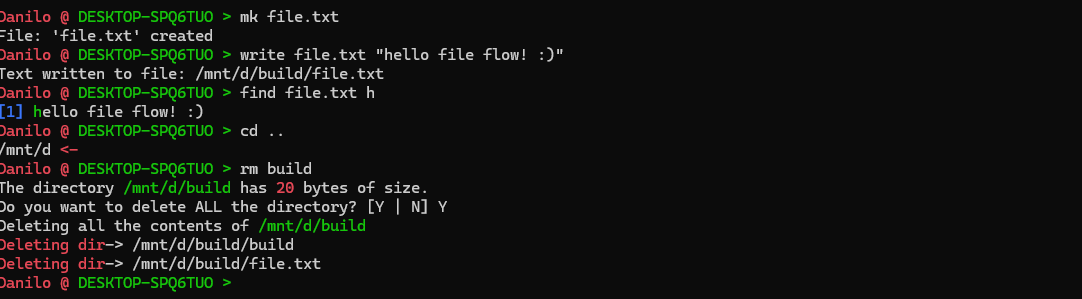 Danilo @ DESKTOP-SPQ6TUO > mk file.txt
File: 'file.txt' created
Danilo @ DESKTOP-SPQ6TUO > write file.txt "hello file flow! :)"
Text written to file: /mnt/d/build/file.txt
Danilo @ DESKTOP-SPQ6TUO > find file.txt h
[1] hello file flow! :)
Danilo @ DESKTOP-SPQ6TUO > cd ..
/mnt/d <-
Danilo @ DESKTOP-SPQ6TUO > rm build
The directory /mnt/d/build has 20 bytes of size.
Do you want to delete ALL the directory? [Y | N] Y
Deleting all the contents of /mnt/d/build
Deleting dir-> /mnt/d/build/build
Deleting dir-> /mnt/d/build/file.txt
Danilo @ DESKTOP-SPQ6TUO >